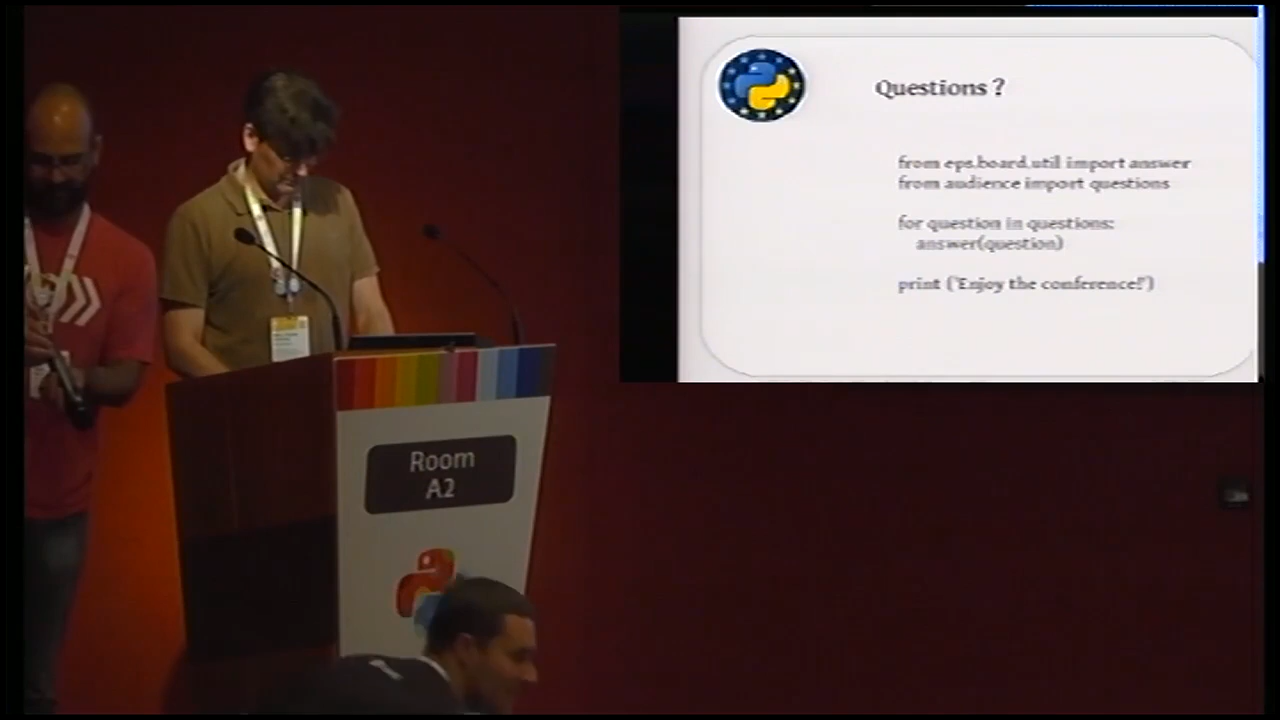 Questions ?
from eps.board.util import answer
from audience import questions
for question in questions:
answer(question)
print ('Enjoy the conference!')
Room
A2